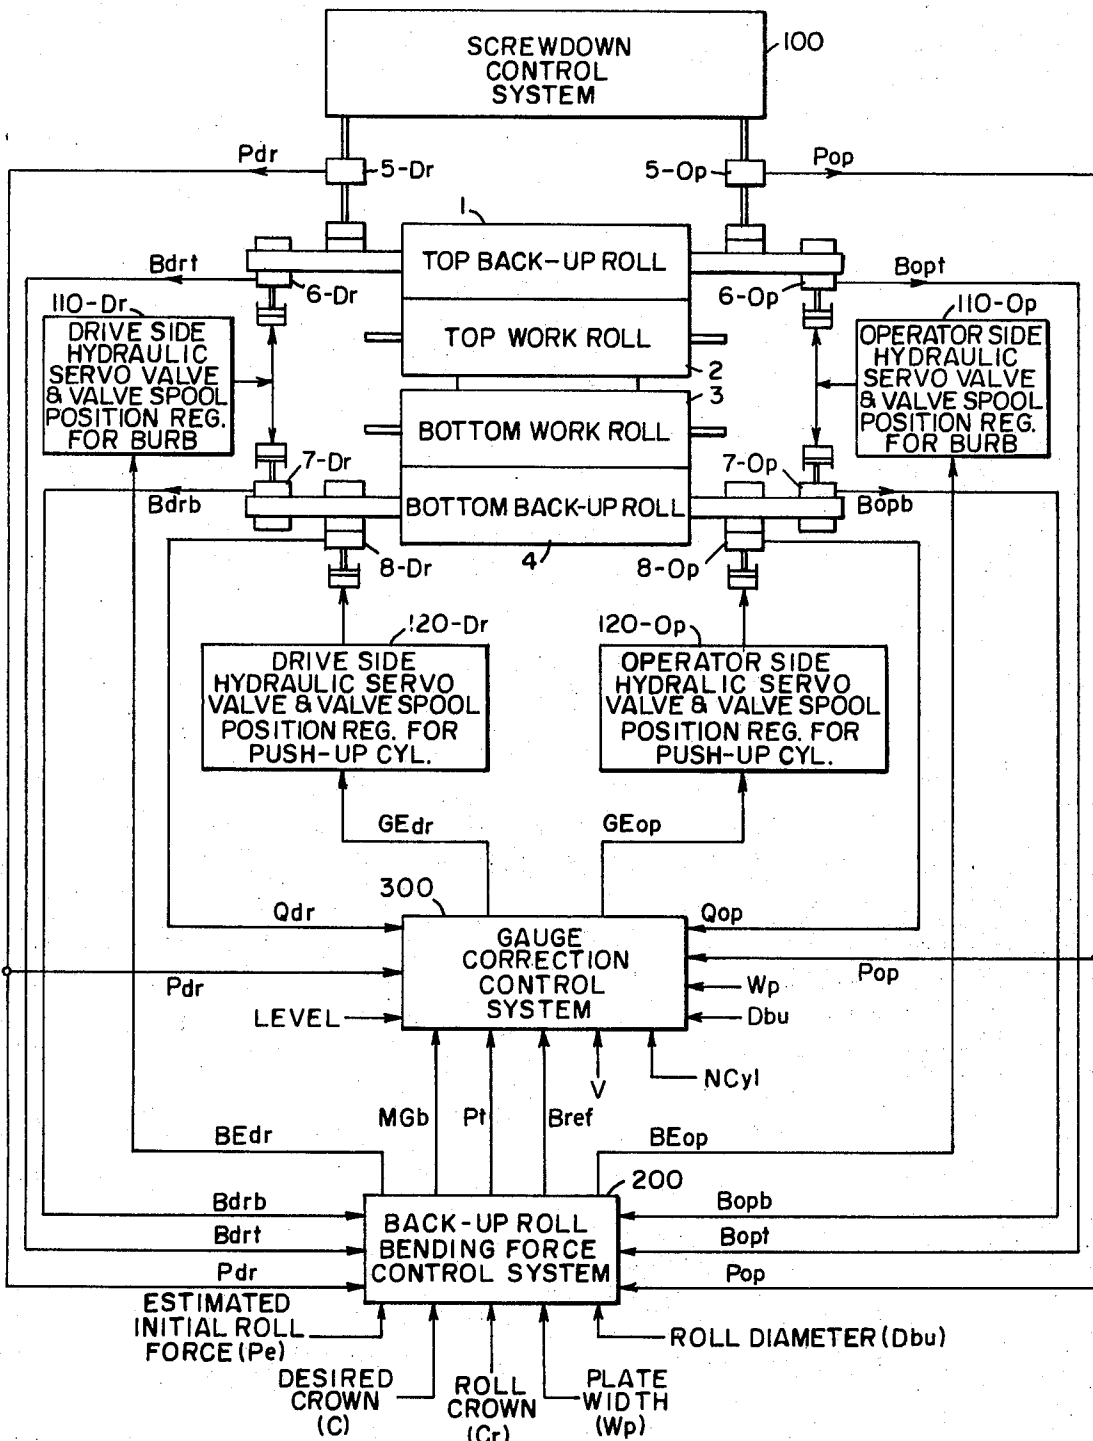 SCREWDOWN
CONTROL
SYSTEM
100
Pdr
5-Dr
5-Op
Pop
1
TOP BACK-UP ROLL
Bdrt
6-Dr
6-Op
Bopt
110-Dr
110-Op
DRIVE SIDE
HYDRAULIC
SERVO VALVE
& VALVE SPOOL
POSITION REG.
FOR BURB
TOP WORK ROLL
2
OPERATOR SIDE
HYDRAULIC
SERVO VALVE
& VALVE SPOOL
POSITION REG.
FOR BURB
3
BOTTOM WORK ROLL
7-Dr
7-Op
Bdrb
BOTTOM BACK-UP ROLL
Bopb
8-Dr
4
8-Op
120-Dr
120-Op
DRIVE SIDE
HYDRAULIC SERVO
VALVE & VALVE SPOOL
POSITION REG. FOR
PUSH-UP CYL.
OPERATOR SIDE
HYDRALIC SERVO
VALVE & VALVE SPOOL
POSITION REG. FOR
PUSH-UP CYL.
GEdr
GEop
300
Qdr
Qop
GAUGE
CORRECTION
CONTROL
SYSTEM
Pdr
Pop
Wp
LEVEL
Dbu
NCyl
V
MGb
Pt
Bref
BEdr
BEop
200
Bdrb
Bopb
BACK-UP ROLL
BENDING FORCE
CONTROL SYSTEM
Bdrt
Bopt
Pdr
Pop
ESTIMATED
INITIAL ROLL
FORCE (Pe)
ROLL DIAMETER (Dbu)
DESIRED
CROWN
(C)
ROLL
CROWN
(Cr)
PLATE
WIDTH
(Wp)